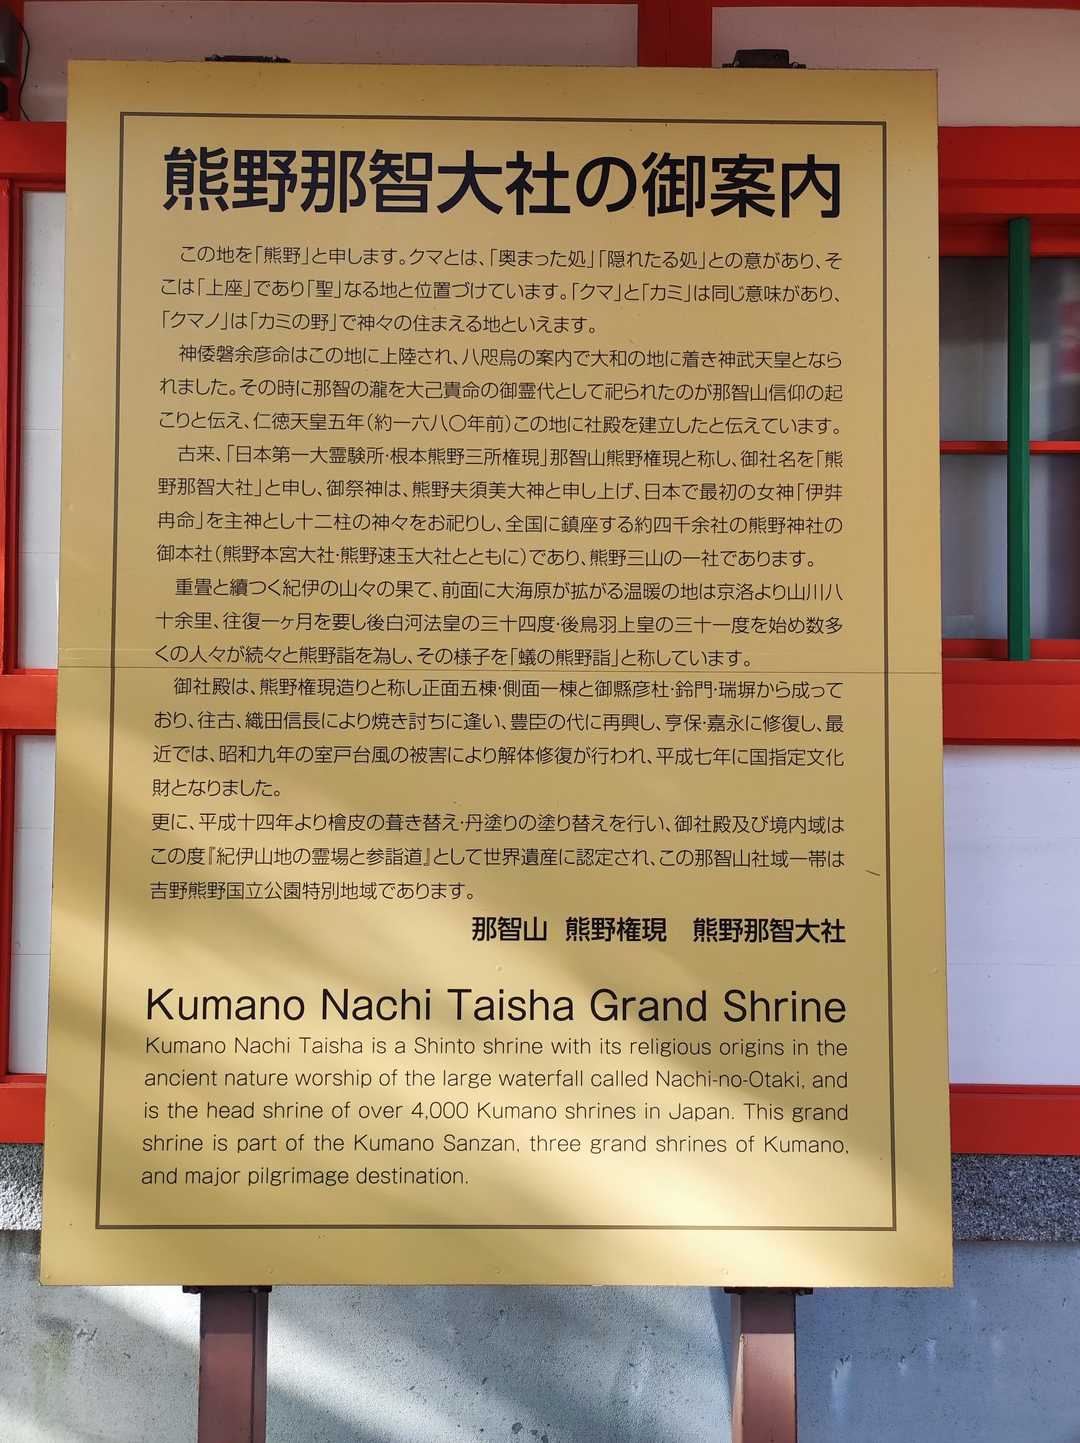 熊野那智大社の御案内
この地を「熊野」と申します。クマとは、「奥まった処」「隠れたる処」との意があり、そ
こは「上座」であり「聖」なる地と位置づけています。「クマ」と「カミ」は同じ意味があり、
「クマノ」は「カミの野」で神々の住まえる地といえます。
神倭磐余彦命はこの地に上陸され、八咫烏の案内で大和の地に着き神武天皇となら
れました。その時に那智の瀧を大己貴命の御霊代として祀られたのが那智山信仰の起
こりと伝え、仁徳天皇五年(約一六八〇年前)この地に社殿を建立したと伝えています。
古来、「日本第一大霊験所・根本熊野三所権現」那智山熊野権現と称し、御社名を「熊
野那智大社」と申し、御祭神は、熊野夫須美大神と申し上げ、日本で最初の女神「伊弉
冉命」を主神とし十二柱の神々をお祀りし、全国に鎮座する約四千余社の熊野神社の
御本社(熊野本宮大社・熊野速玉大社とともに)であり、熊野三山の一社であります。
重畳と續つく紀伊の山々の果て、前面に大海原が拡がる温暖の地は京洛より山川八
十余里、往復一ヶ月を要し後白河法皇の三十四度・後鳥羽上皇の三十一度を始め数多
くの人々が続々と熊野詣を為し、その様子を「蟻の熊野詣」と称しています。
御社殿は、熊野権現造りと称し正面五棟・側面一棟と御縣彦杜・鈴門・瑞塀から成って
おり、往古、織田信長により焼き討ちに逢い、豊臣の代に再興し、享保・嘉永に修復し、最
近では、昭和九年の室戸台風の被害により解体修復が行われ、平成七年に国指定文化
財となりました。
更に、平成十四年より檜皮の葺き替え・丹塗りの塗り替えを行い、御社殿及び境内域は
この度『紀伊山地の霊場と参詣道』として世界遺産に認定され、この那智山社域一帯は
吉野熊野国立公園特別地域であります。
那智山 熊野権現 熊野那智大社
Kumano Nachi Taisha Grand Shrine
Kumano Nachi Taisha is a Shinto shrine with its religious origins in the
ancient nature worship of the large waterfall called Nachi-no-Otaki, and
is the head shrine of over 4,000 Kumano shrines in Japan. This grand
shrine is part of the Kumano Sanzan, three grand shrines of Kumano,
and major pilgrimage destination.